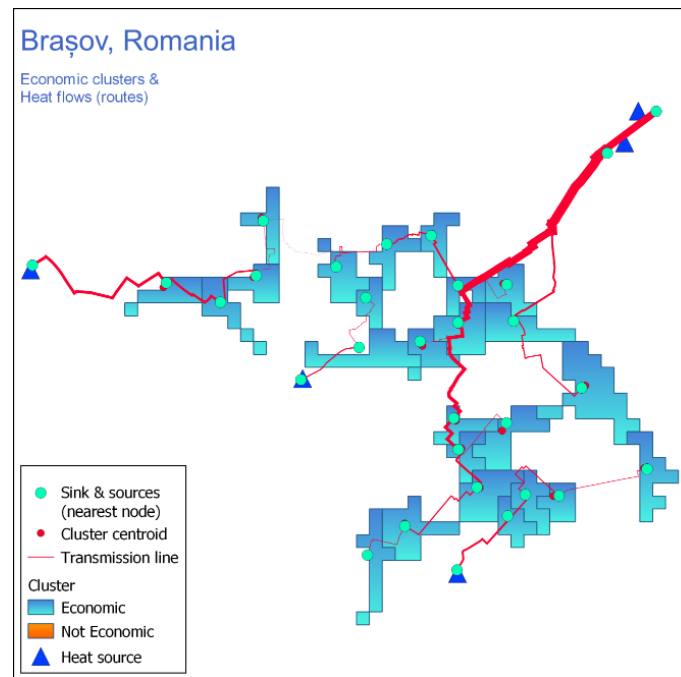 Brașov, Romania
Economic clusters &
Heat flows (routes)
Sink & sources
(nearest node)
Cluster centroid
Transmission line
Cluster
Economic
Not Economic
Heat source